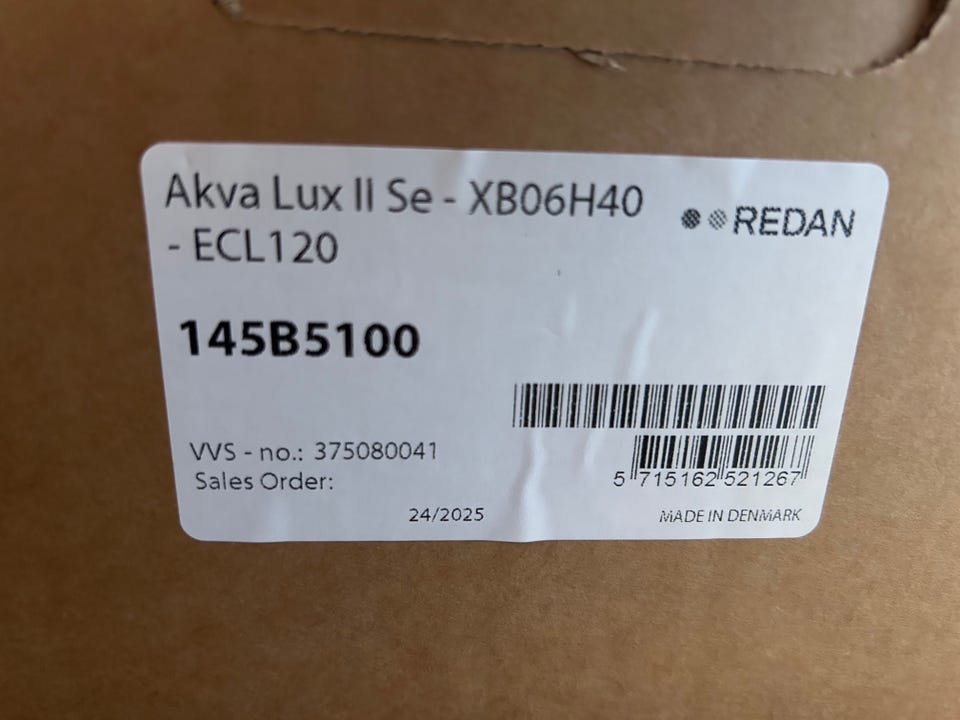 Akva Lux II Se - XB06H40
- ECL120
REDAN
145B5100
VVS - no.: 375080041
Sales Order:
5 715162 521267
24/2025
MADE IN DENMARK